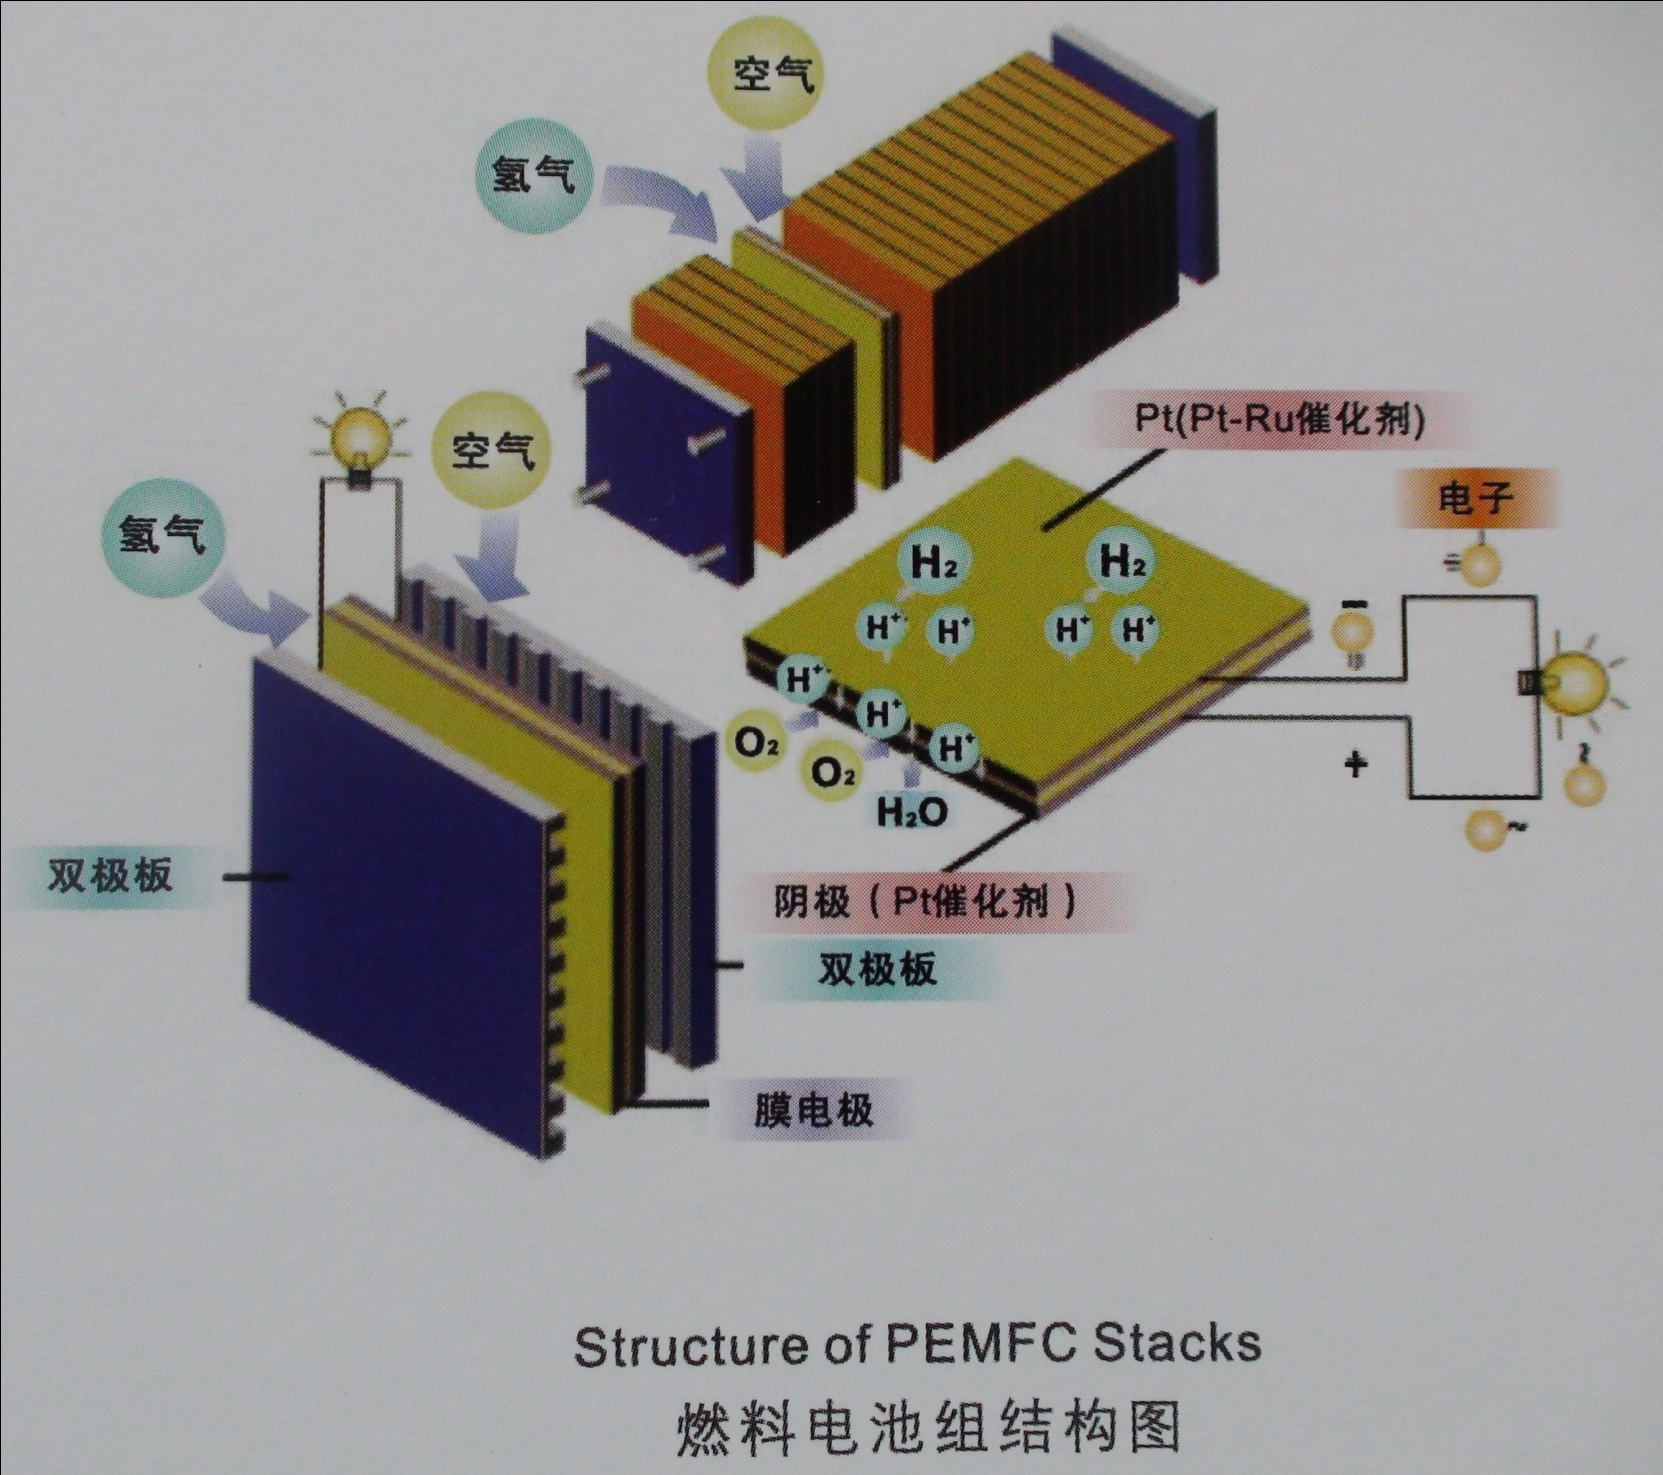 空气
氢气
Pt(Pt-Ru催化剂)
空气
电子
氢气
H₂
H₂
H⁺
H⁺
H⁺
H⁺
−
H⁺
H⁺
H⁺
O₂
O₂
H₂O
+
双极板
阴极（Pt催化剂）
双极板
膜电极
Structure of PEMFC Stacks
燃料电池组结构图